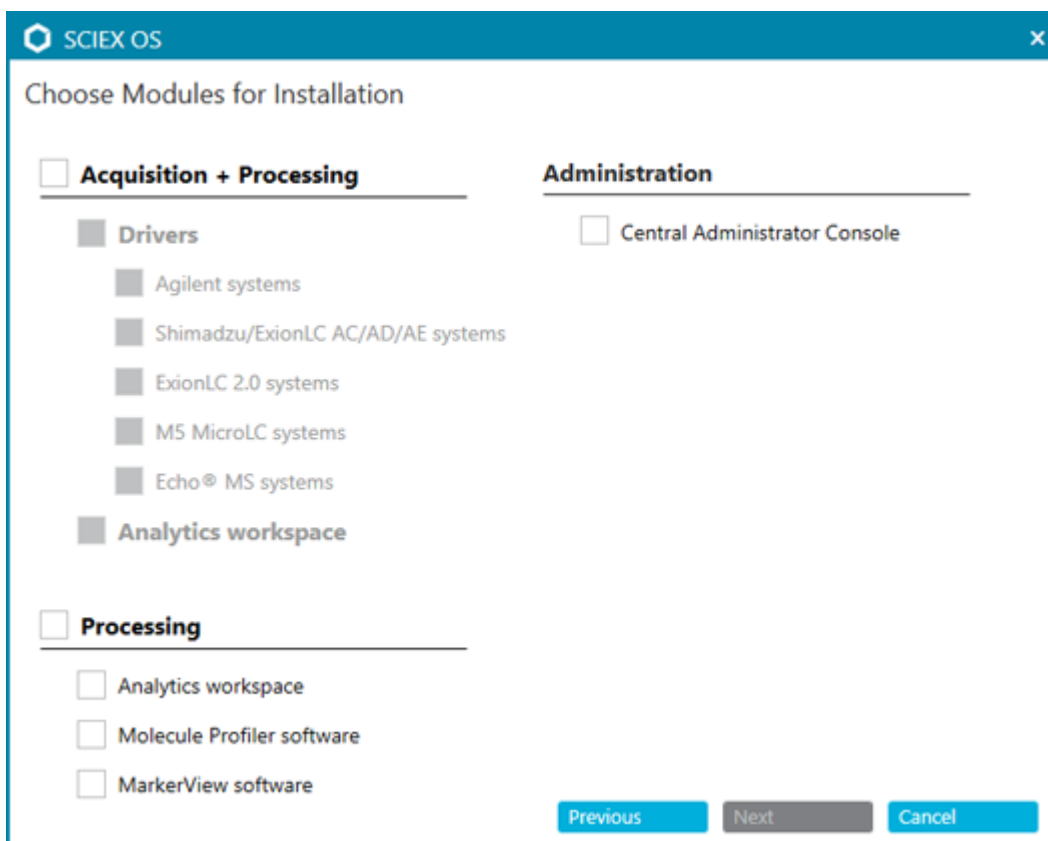 SCIEX OS
Choose Modules for Installation
Acquisition + Processing
Drivers
Agilent systems
Shimadzu/ExionLC AC/AD/AE systems
ExionLC 2.0 systems
M5 MicroLC systems
Echo® MS systems
Analytics workspace
Processing
Analytics workspace
Molecule Profiler software
MarkerView software
Administration
Central Administrator Console
Previous
Next
Cancel